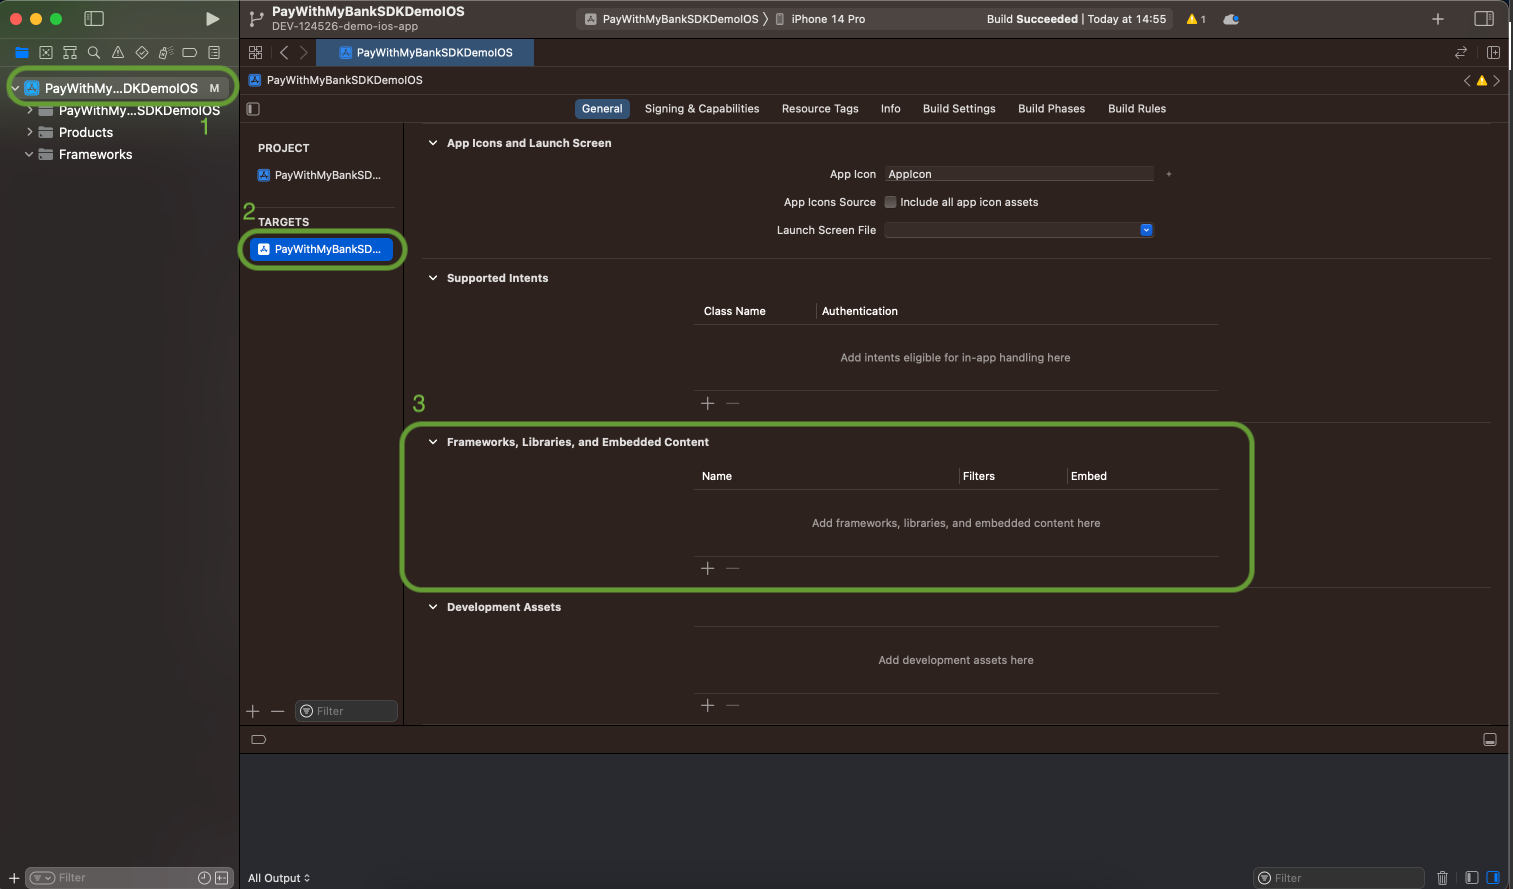 PayWithMyBankSDKDemoIOS
DEV-124526-demo-ios-app
PayWithMyBankSDKDemoIOS 〉 iPhone 14 Pro
Build Succeeded | Today at 14:55
1
PayWithMyBankSDKDemoIOS
PayWithMy...DKDemoIOS M
PayWithMyBankSDKDemoIOS
PayWithMy...SDKDemoIOS
1
Products
Frameworks
General Signing & Capabilities Resource Tags Info Build Settings Build Phases Build Rules
PROJECT
PayWithMyBankSD...
2
TARGETS
PayWithMyBankSD...
App Icons and Launch Screen
App Icon AppIcon
App Icons Source Include all app icon assets
Launch Screen File
Supported Intents
Class Name Authentication
Add intents eligible for in-app handling here
3
Frameworks, Libraries, and Embedded Content
Name Filters Embed
Add frameworks, libraries, and embedded content here
Development Assets
Add development assets here
Filter
Filter
All Output
Filter